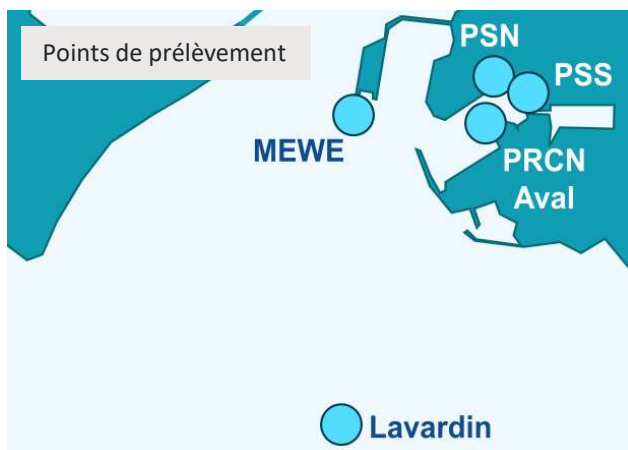 Points de prélèvement
PSN
PSS
MEWE
PRCN
Aval
Lavardin